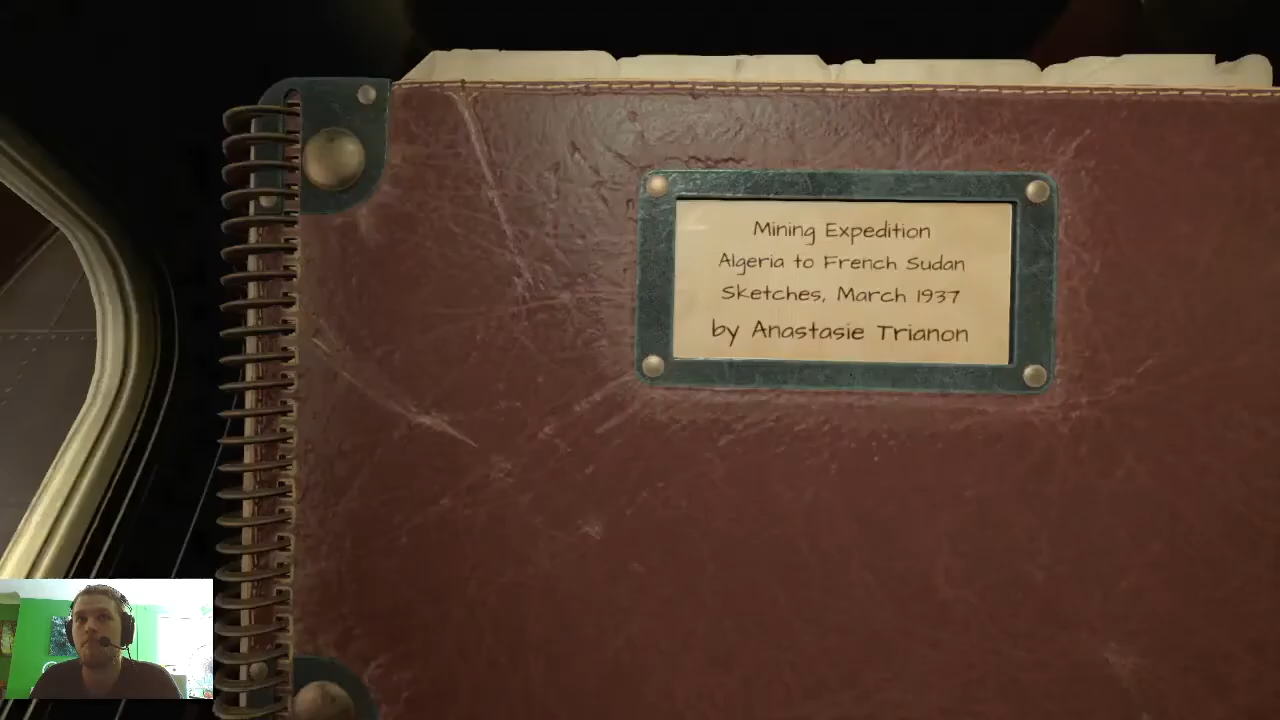 Mining Expedition
Algeria to French Sudan
Sketches, March 1937
by Anastasie Trianon